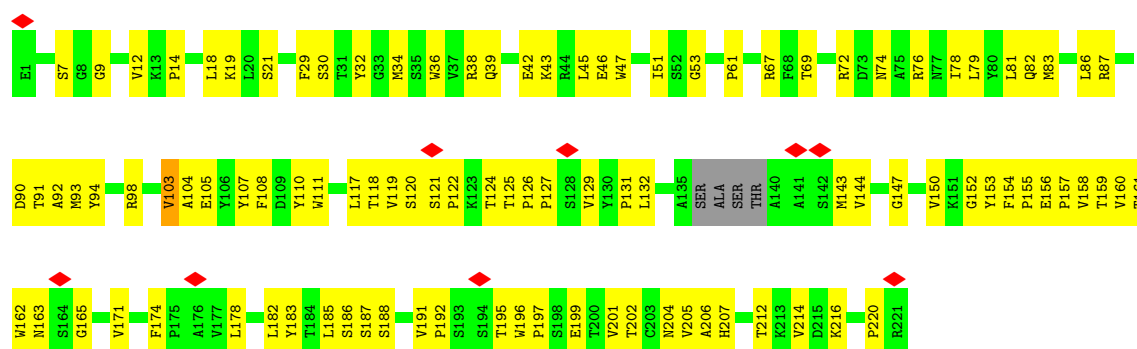 E1 S7 G8 G9 V12 K13 P14 L18 K19 L20 S21 F29 S30 T31 Y32 G33 M34 S35 W36 V37 R38 Q39 E42 K43 R44 L45 E46 W47 I51 S52 G53 P61 R67 F68 T69 R72 D73 N74 A75 R76 N77 I78 L79 Y80 L81 Q82 M83 L86 R87
D90 T91 A92 M93 Y94 R98 Y103 A104 E105 Y106 Y107 F108 D109 Y110 W111 L117 T118 V119 S120 S121 P122 K123 T124 T125 P126 P127 S128 V129 Y130 P131 L132 A135 SER ALA SER THR A140 A141 S142 M143 V144 G147 V150 K151 G152 Y153 F154 P155 E156 P157 V158 T159 V160 T161
W162 N163 S164 G165 V171 F174 P175 A176 V177 L178 L182 Y183 T184 L185 S186 S187 S188 V191 P192 S193 S194 T195 W196 P197 S198 E199 T200 V201 T202 C203 N204 V205 A206 H207 T212 K213 V214 D215 K216 P220 R221